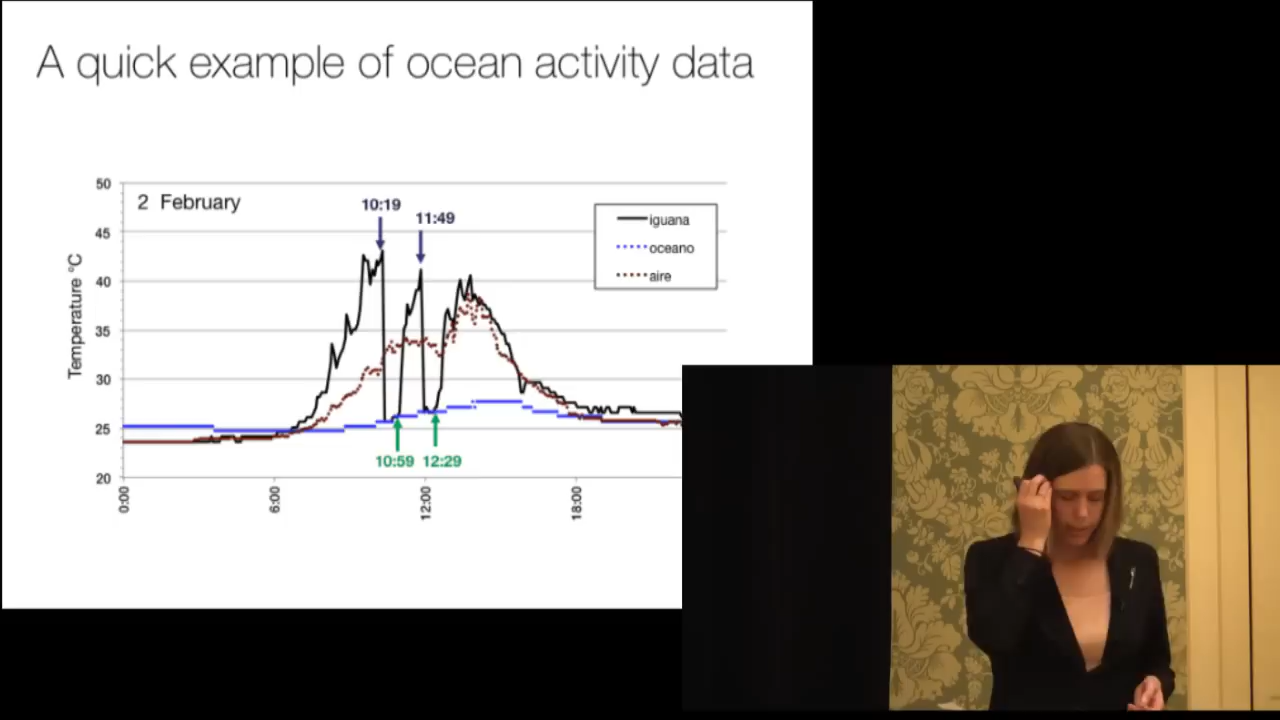 A quick example of ocean activity data
50
2 February
10:19
11:49
iguana
45
oceano
40
aire
Temperature °C
35
30
25
10:59 12:29
20
0:00
6:00
12:00
18:00